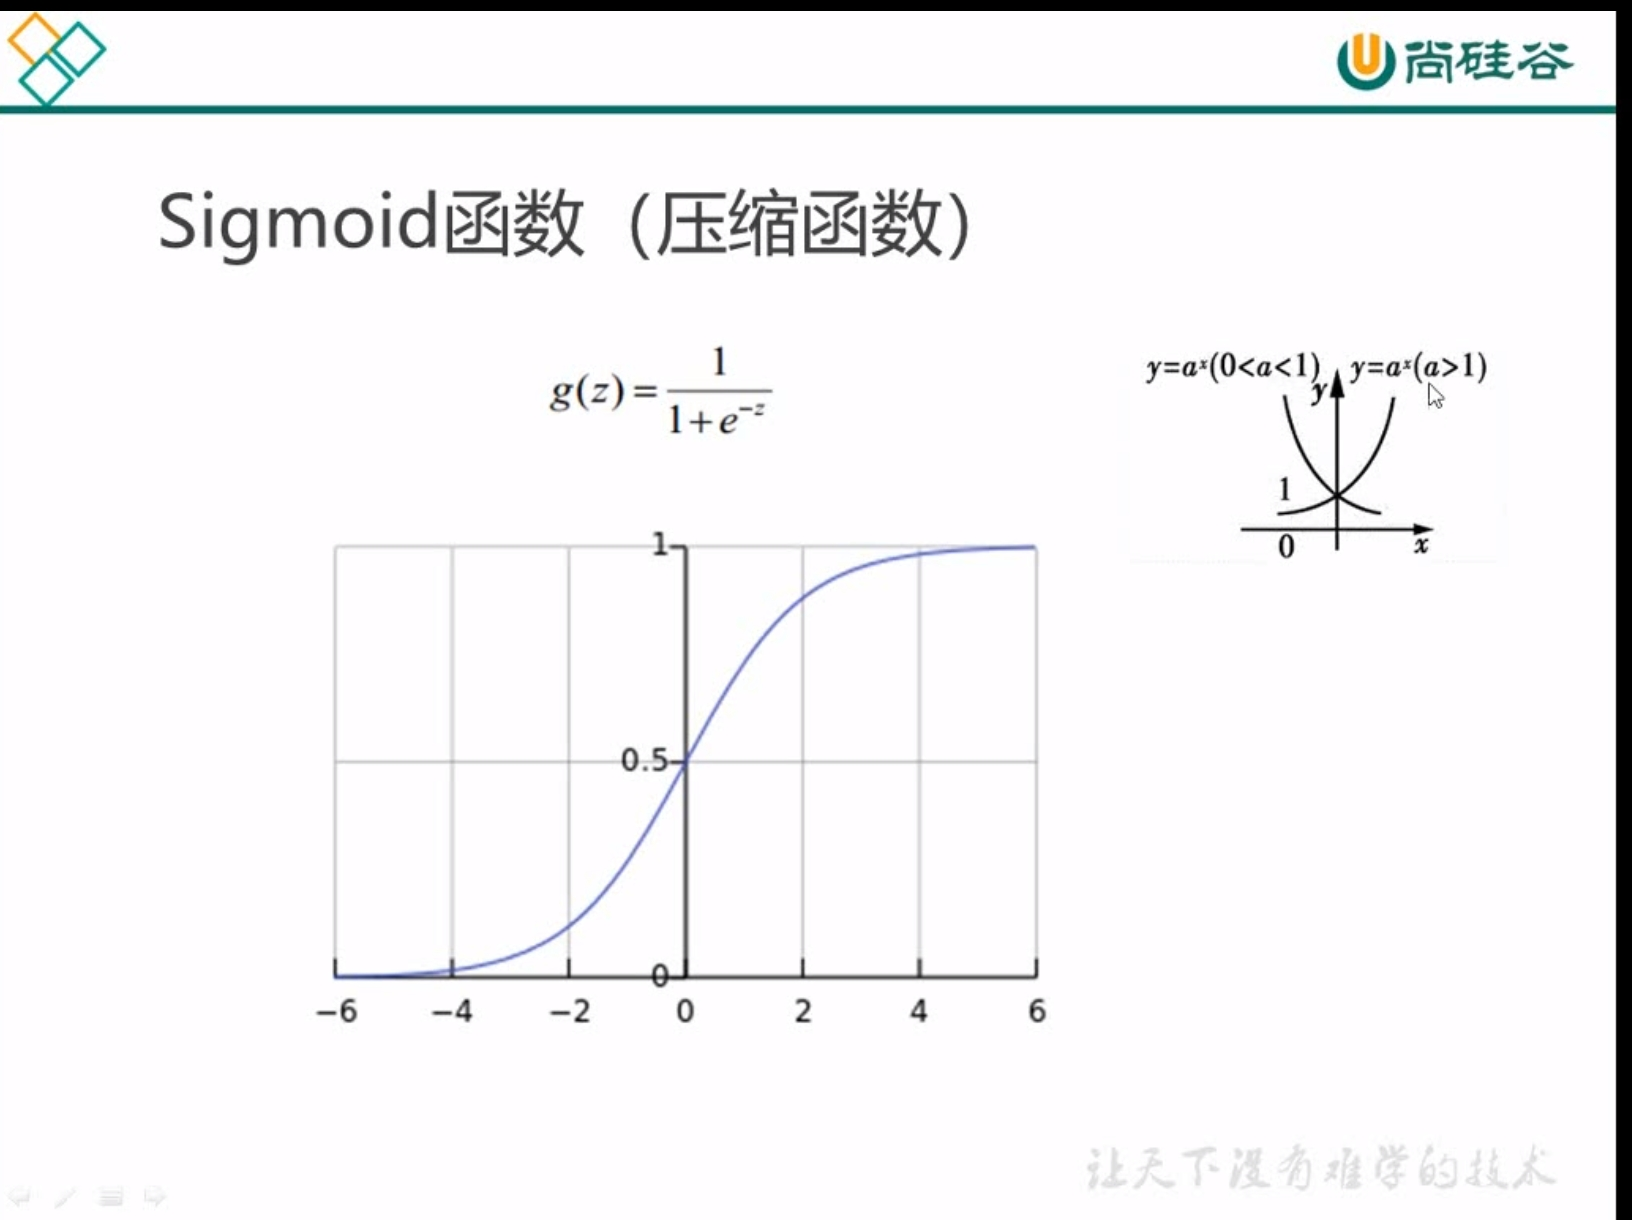 尚硅谷
Sigmoid函数（压缩函数）
g(z)=1/(1+e^{-z})
y=a^x(0<a<1) y=a^x(a>1)
y
1
0 x
1
0.5
0
−6 −4 −2 0 2 4 6
让天下没有难学的技术